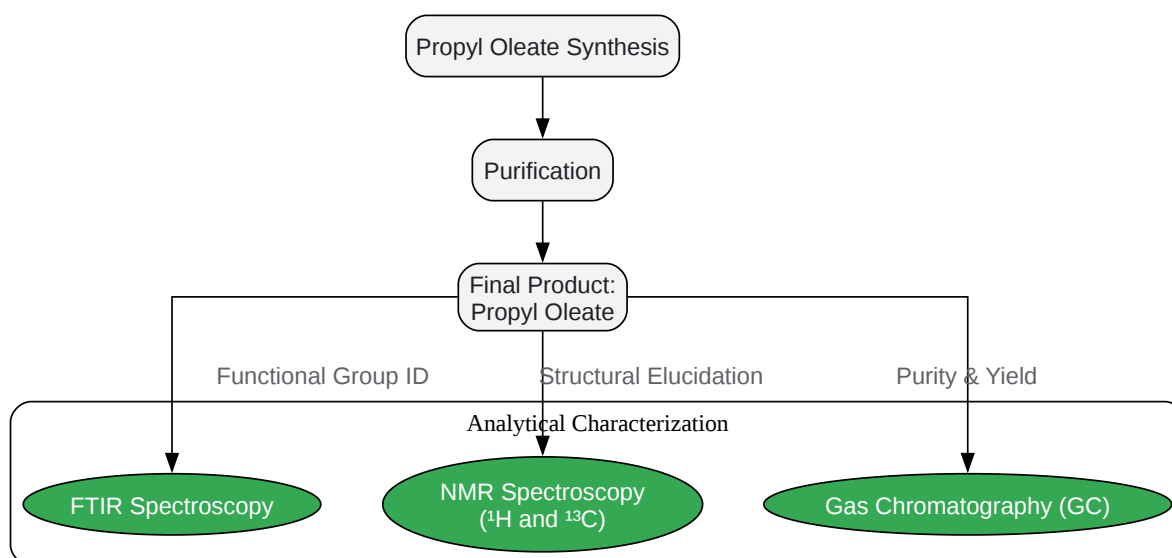 Propyl Oleate Synthesis
Purification
Final Product:
Propyl Oleate
Functional Group ID
Structural Elucidation
Purity & Yield
Analytical Characterization
FTIR Spectroscopy
NMR Spectroscopy
(¹H and ¹³C)
Gas Chromatography (GC)